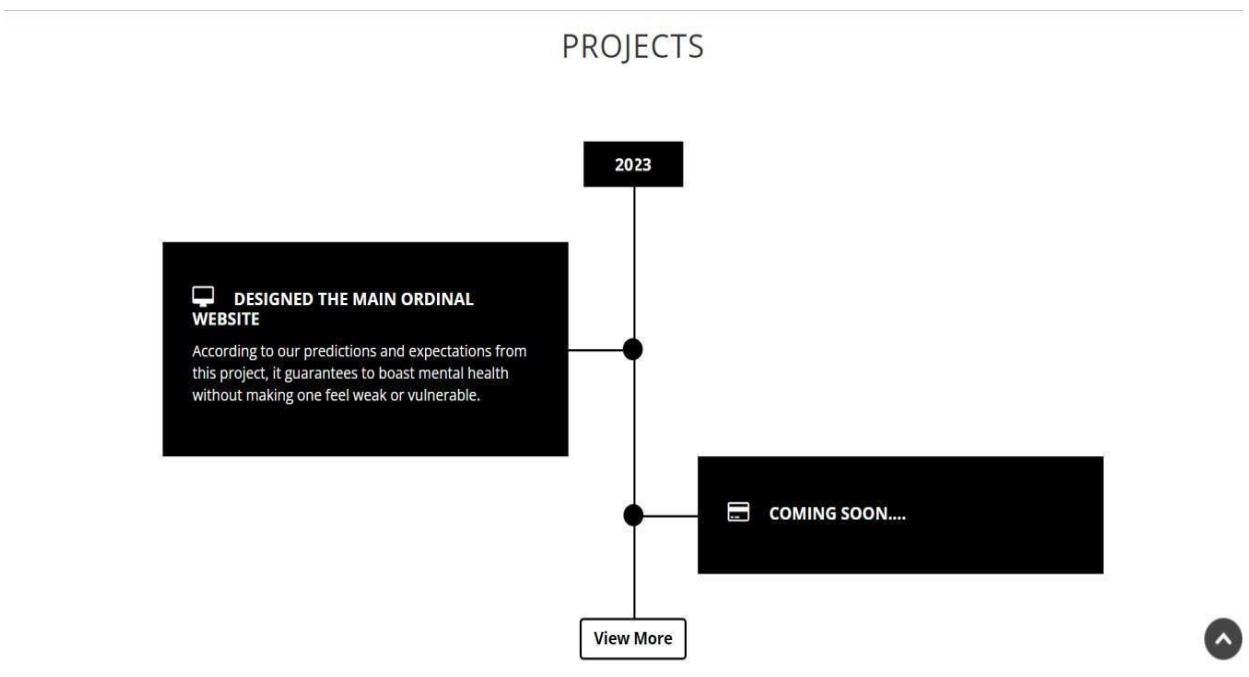 PROJECTS
2023
DESIGNED THE MAIN ORDINAL
WEBSITE
According to our predictions and expectations from
this project, it guarantees to boast mental health
without making one feel weak or vulnerable.
COMING SOON....
View More